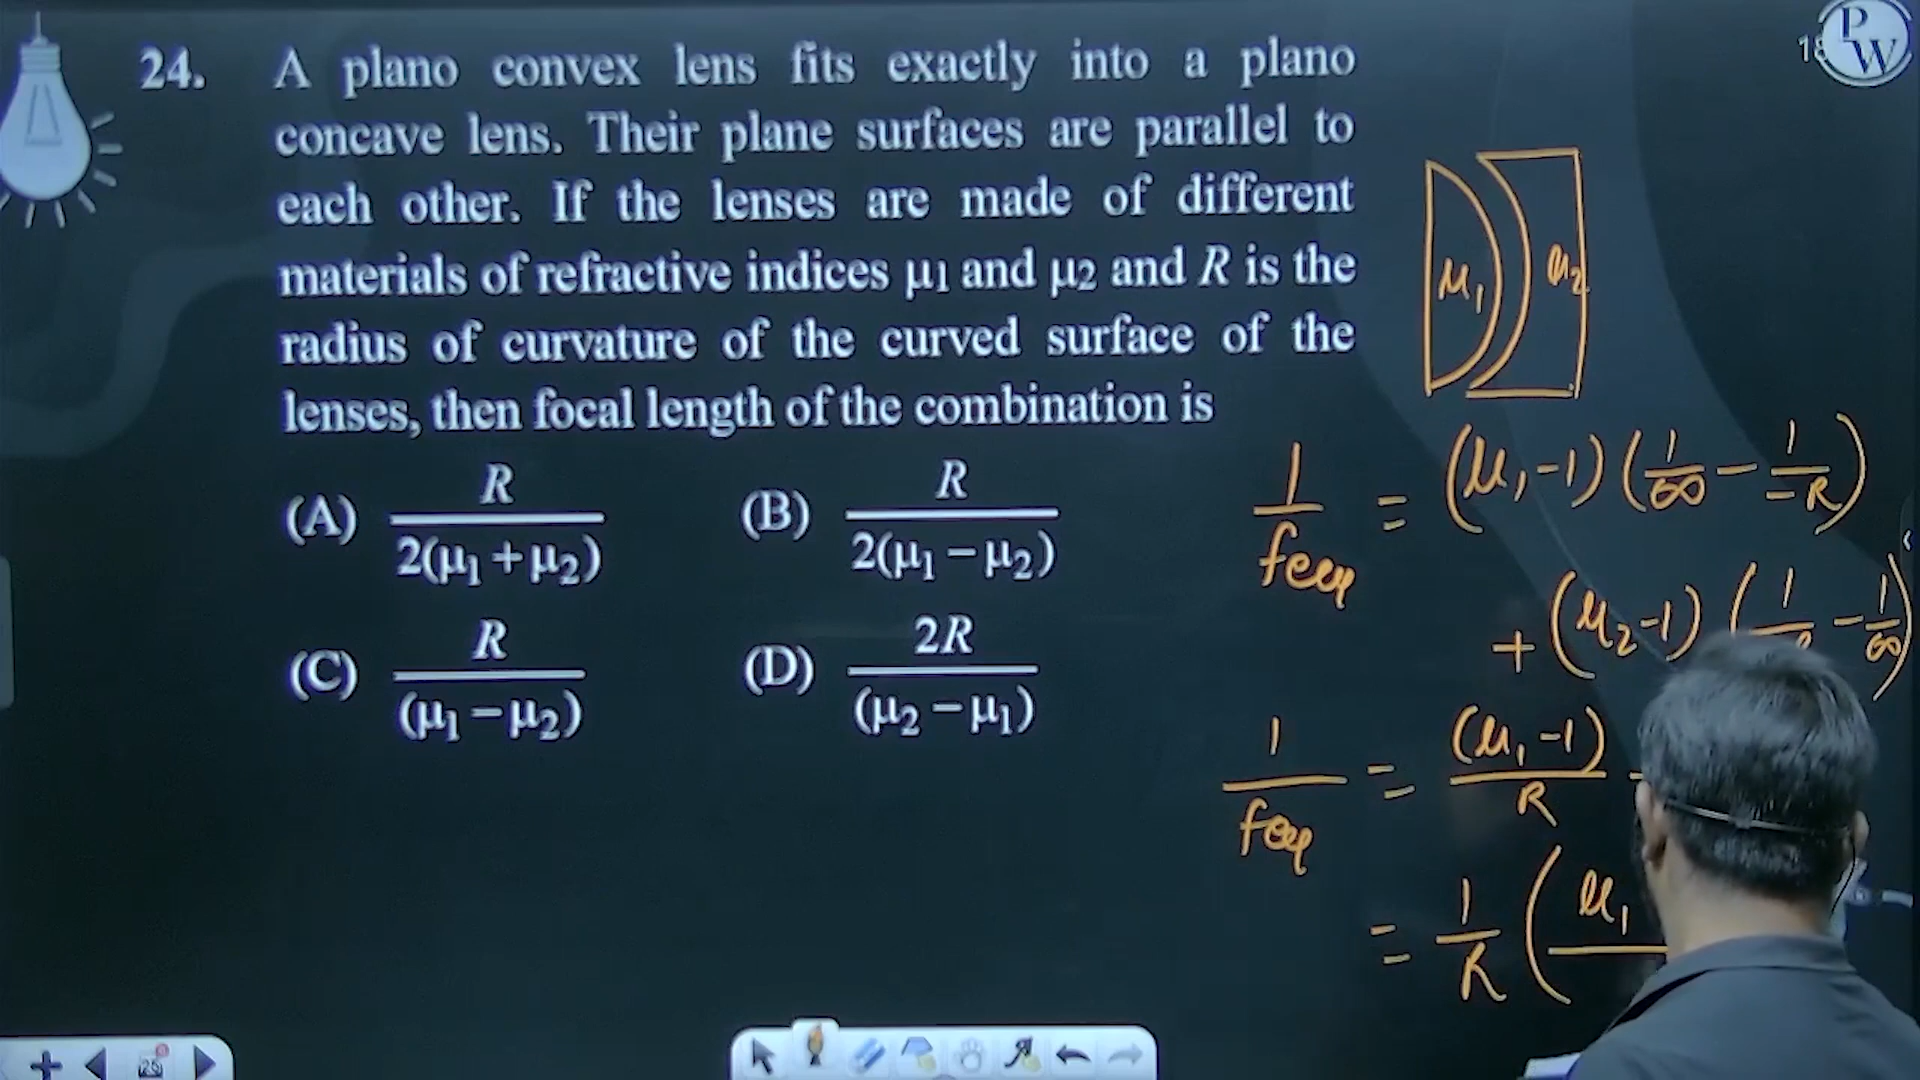 24. A plano convex lens fits exactly into a plano
concave lens. Their plane surfaces are parallel to
each other. If the lenses are made of different
materials of refractive indices μ1 and μ2 and R is the
radius of curvature of the curved surface of the
lenses, then focal length of the combination is
(A) R / 2(μ₁ + μ₂) (B) R / 2(μ₁ − μ₂)
(C) R / (μ₁ − μ₂) (D) 2R / (μ₂ − μ₁)
PW
μ₁ μ₂
1/feq = (μ₁-1) (1/∞ - 1/-R)
+ (μ₂-1) (1/ - 1/∞)
1/feq = (μ₁-1)/R
= 1/R (μ₁
25